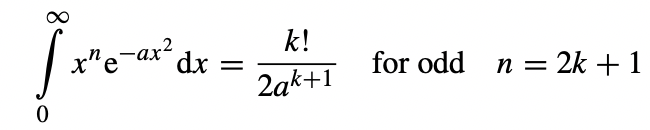 ∫₀^∞ xⁿe^{−ax²} dx = k! / 2a^{k+1} for odd n = 2k + 1